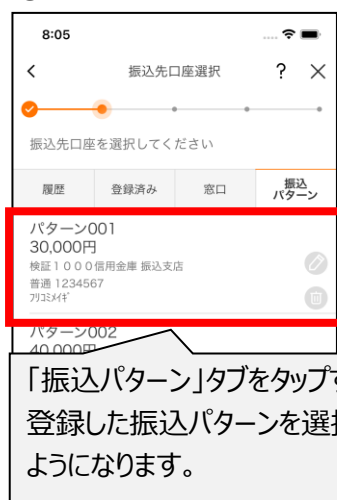 8:05
振込先口座選択
?
振込先口座を選択してください
履歴
登録済み
窓口
振込
パターン
パターン001
30,000円
検証1000信用金庫 振込支店
普通 1234567
フリコミメイギ
パターン002
40,000円
「振込パターン」タブをタップす
登録した振込パターンを選
ようになります。